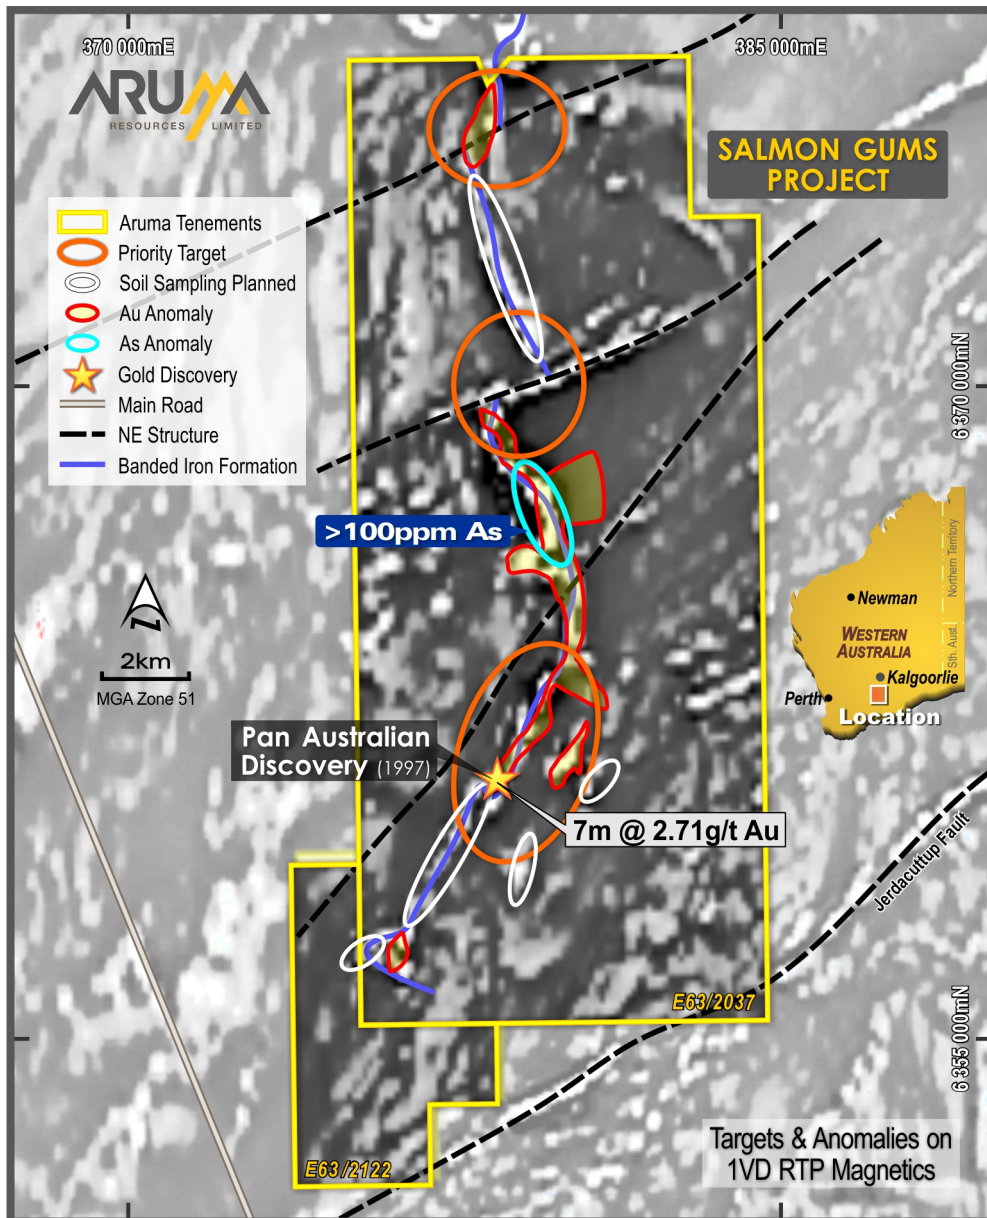 370 000mE
385 000mE
ARUMA
RESOURCES LIMITED
SALMON GUMS
PROJECT
Aruma Tenements
Priority Target
Soil Sampling Planned
Au Anomaly
As Anomaly
Gold Discovery
Main Road
NE Structure
Banded Iron Formation
6 370 000mN
>100ppm As
Northern Territory
Newman
WESTERN
AUSTRALIA
Sth. Aust.
Kalgoorlie
Perth
Location
N
2km
MGA Zone 51
Pan Australian
Discovery (1997)
7m @ 2.71g/t Au
Jerdacuttup Fault
E63/2037
6 355 000mN
E63/2122
Targets & Anomalies on
1VD RTP Magnetics